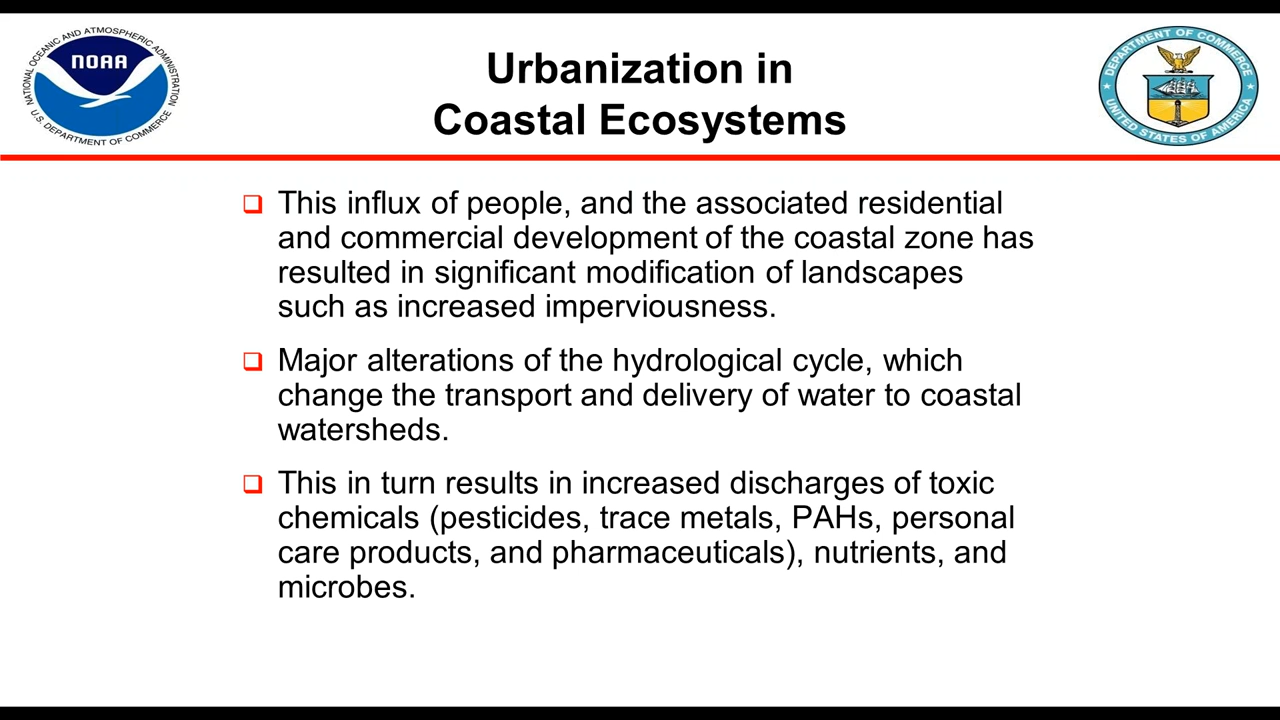 NATIONAL OCEANIC AND ATMOSPHERIC ADMINISTRATION
NOAA
U.S. DEPARTMENT OF COMMERCE
Urbanization in
Coastal Ecosystems
DEPARTMENT OF COMMERCE
UNITED STATES OF AMERICA
This influx of people, and the associated residential
and commercial development of the coastal zone has
resulted in significant modification of landscapes
such as increased imperviousness.
Major alterations of the hydrological cycle, which
change the transport and delivery of water to coastal
watersheds.
This in turn results in increased discharges of toxic
chemicals (pesticides, trace metals, PAHs, personal
care products, and pharmaceuticals), nutrients, and
microbes.